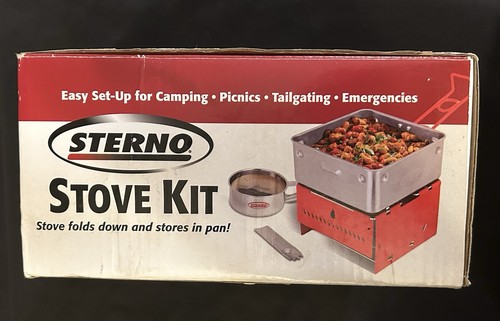 Easy Set-Up for Camping • Picnics • Tailgating • Emergencies
STERNO
STOVE KIT
Stove folds down and stores in pan!